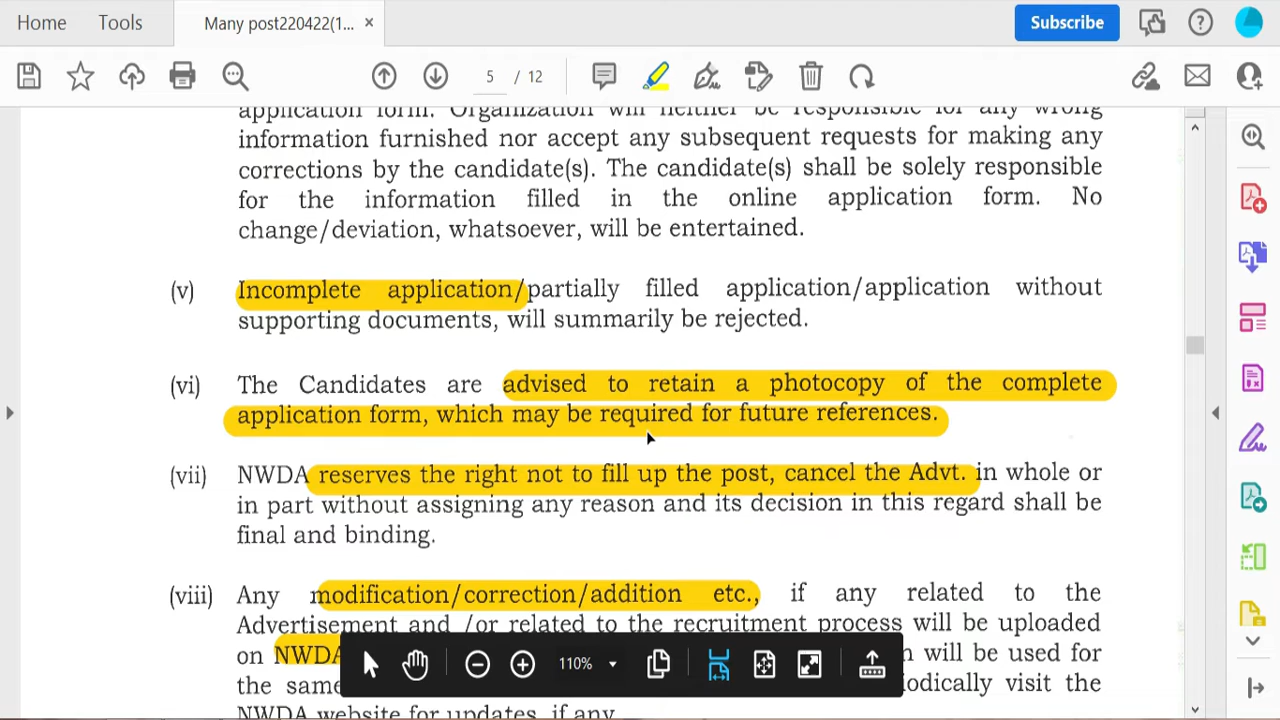 Home Tools Many post220422(1... × Subscribe
5 / 12
application form. Organization will neither be responsible for any wrong
information furnished nor accept any subsequent requests for making any
corrections by the candidate(s). The candidate(s) shall be solely responsible
for the information filled in the online application form. No
change/deviation, whatsoever, will be entertained.
(v) Incomplete application/partially filled application/application without
supporting documents, will summarily be rejected.
(vi) The Candidates are advised to retain a photocopy of the complete
application form, which may be required for future references.
(vii) NWDA reserves the right not to fill up the post, cancel the Advt. in whole or
in part without assigning any reason and its decision in this regard shall be
final and binding.
(viii) Any modification/correction/addition etc., if any related to the
Advertisement and /or related to the recruitment process will be uploaded
on NWDA will be used for
the same visit the
NWDA website for updates, if any
110%